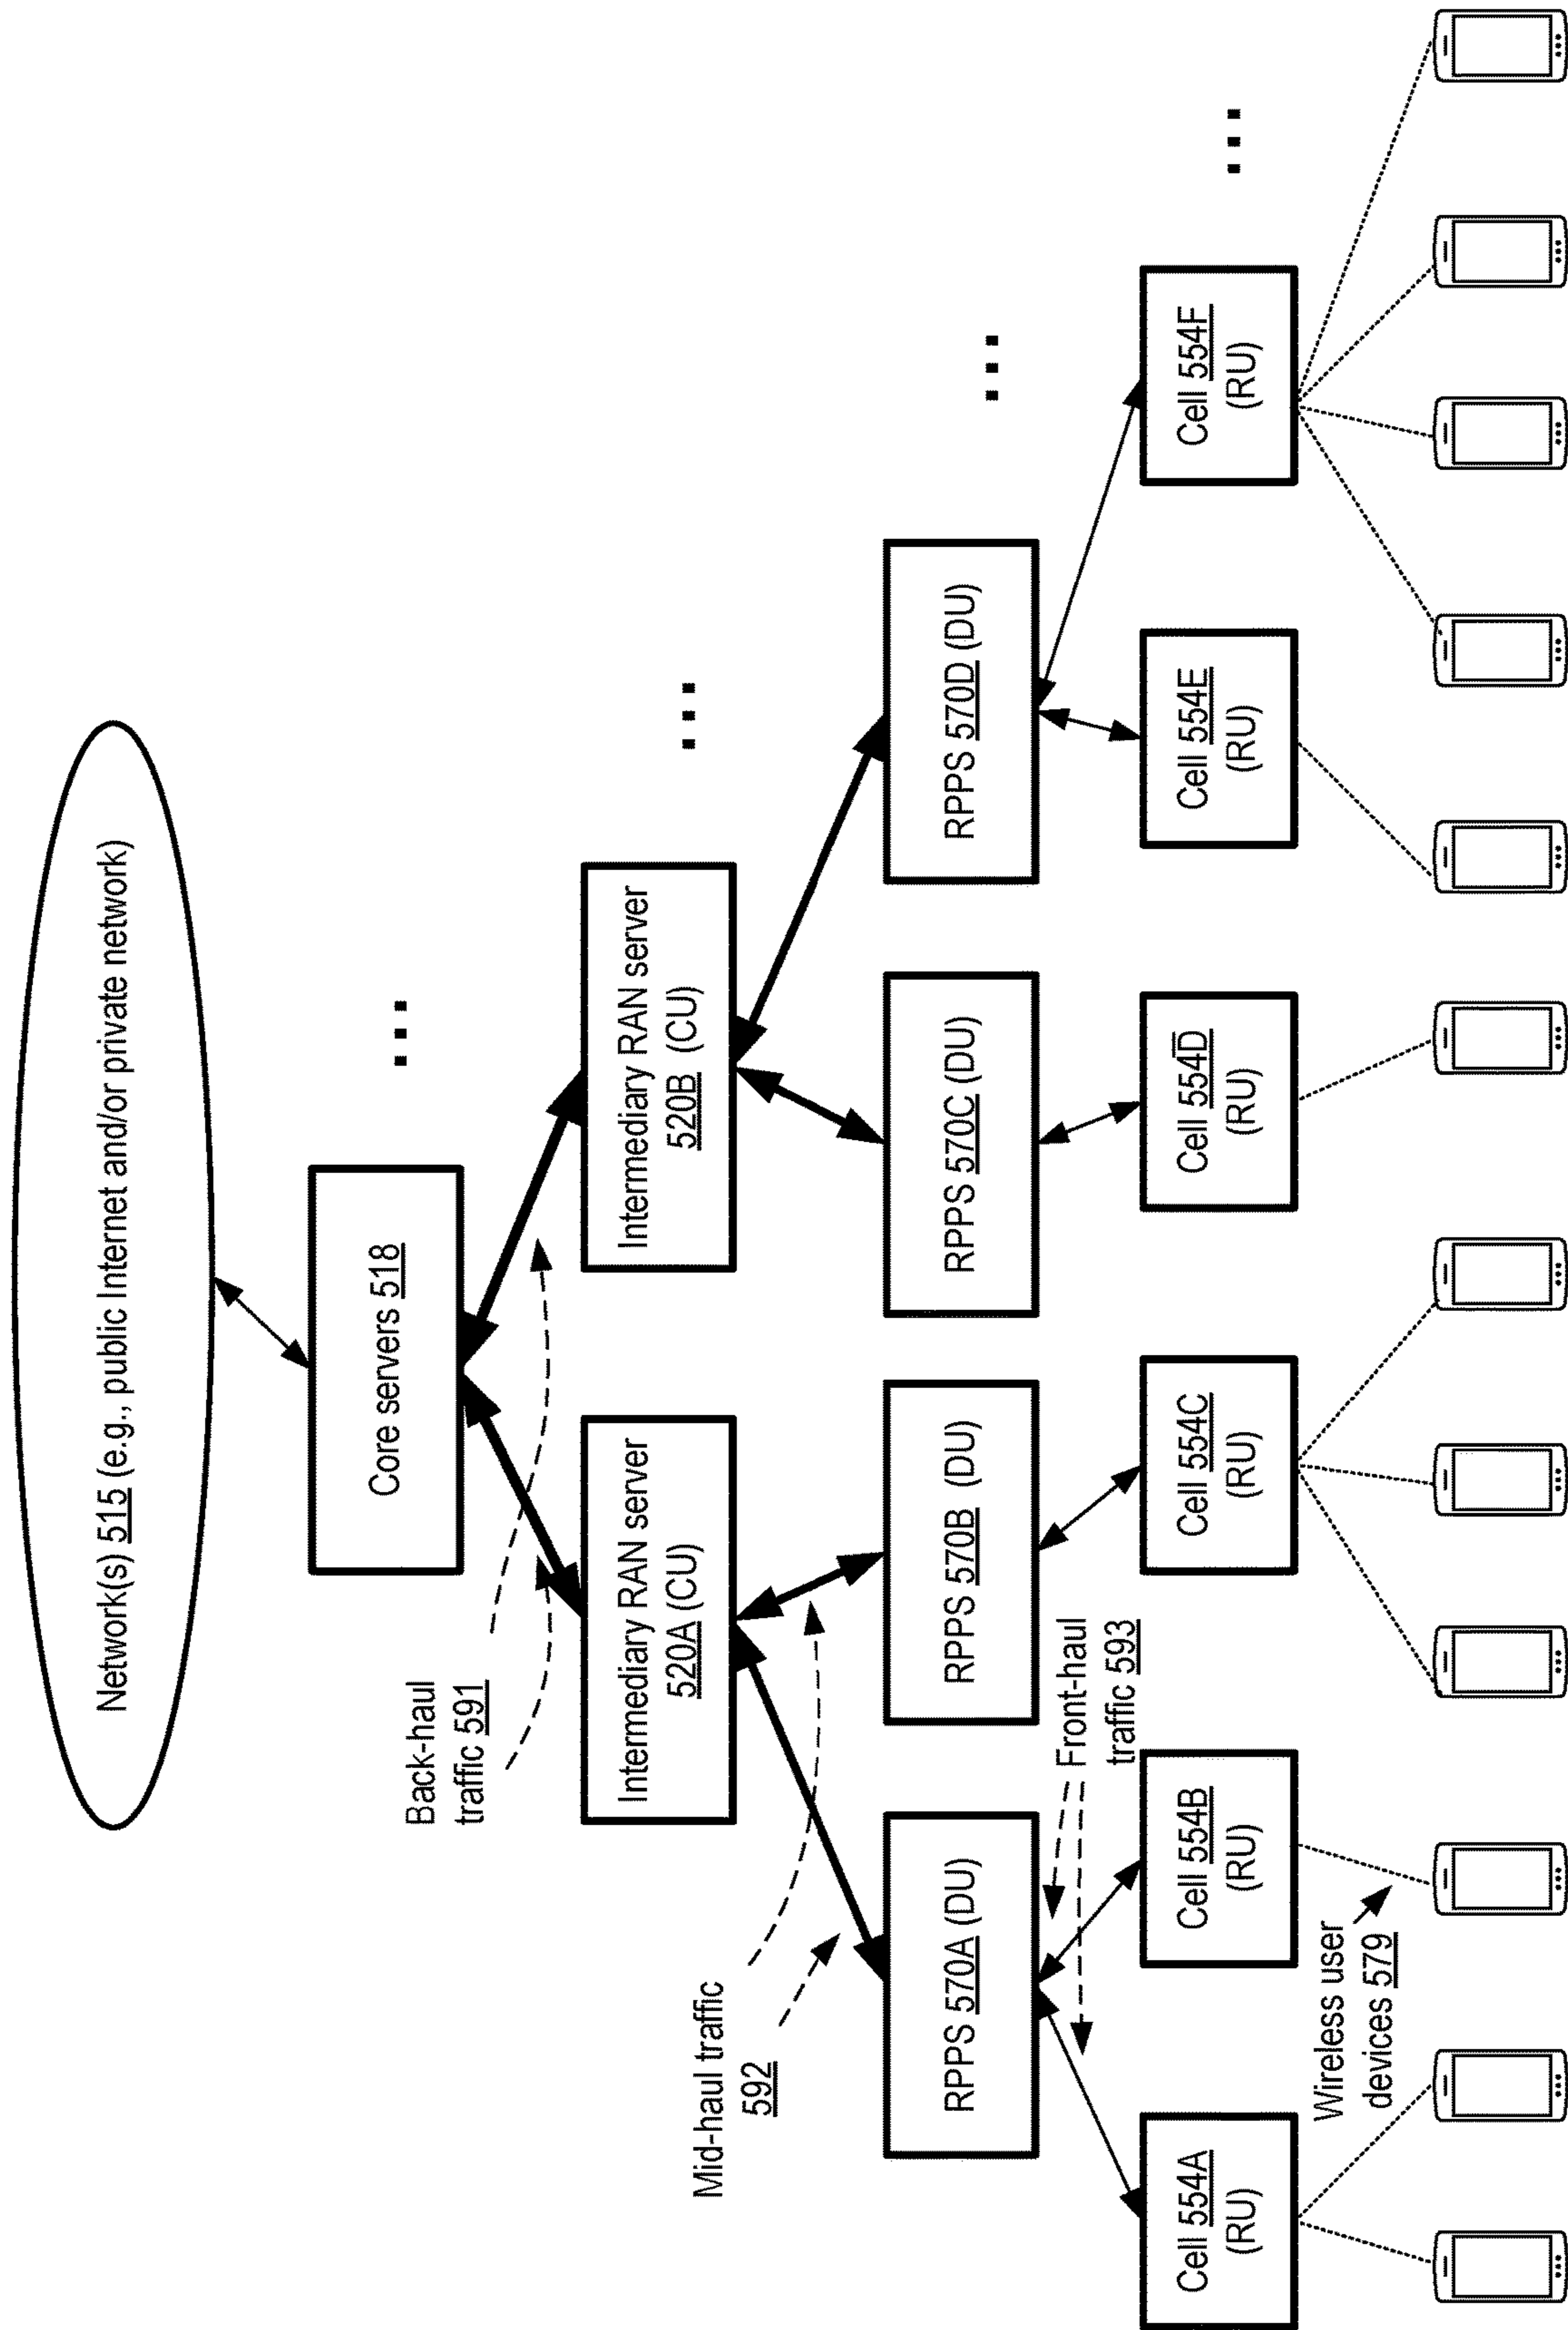 Network(s) 515 (e.g., public Internet and/or private network)
Core servers 518
...
Back-haul
traffic 591
Intermediary RAN server
520A (CU)
Intermediary RAN server
520B (CU)
...
Mid-haul traffic
592
RPPS 570A (DU)
RPPS 570B (DU)
RPPS 570C (DU)
RPPS 570D (DU)
...
Front-haul
traffic 593
Cell 554A
(RU)
Cell 554B
(RU)
Cell 554C
(RU)
Cell 554D
(RU)
Cell 554E
(RU)
Cell 554F
(RU)
...
Wireless user
devices 579